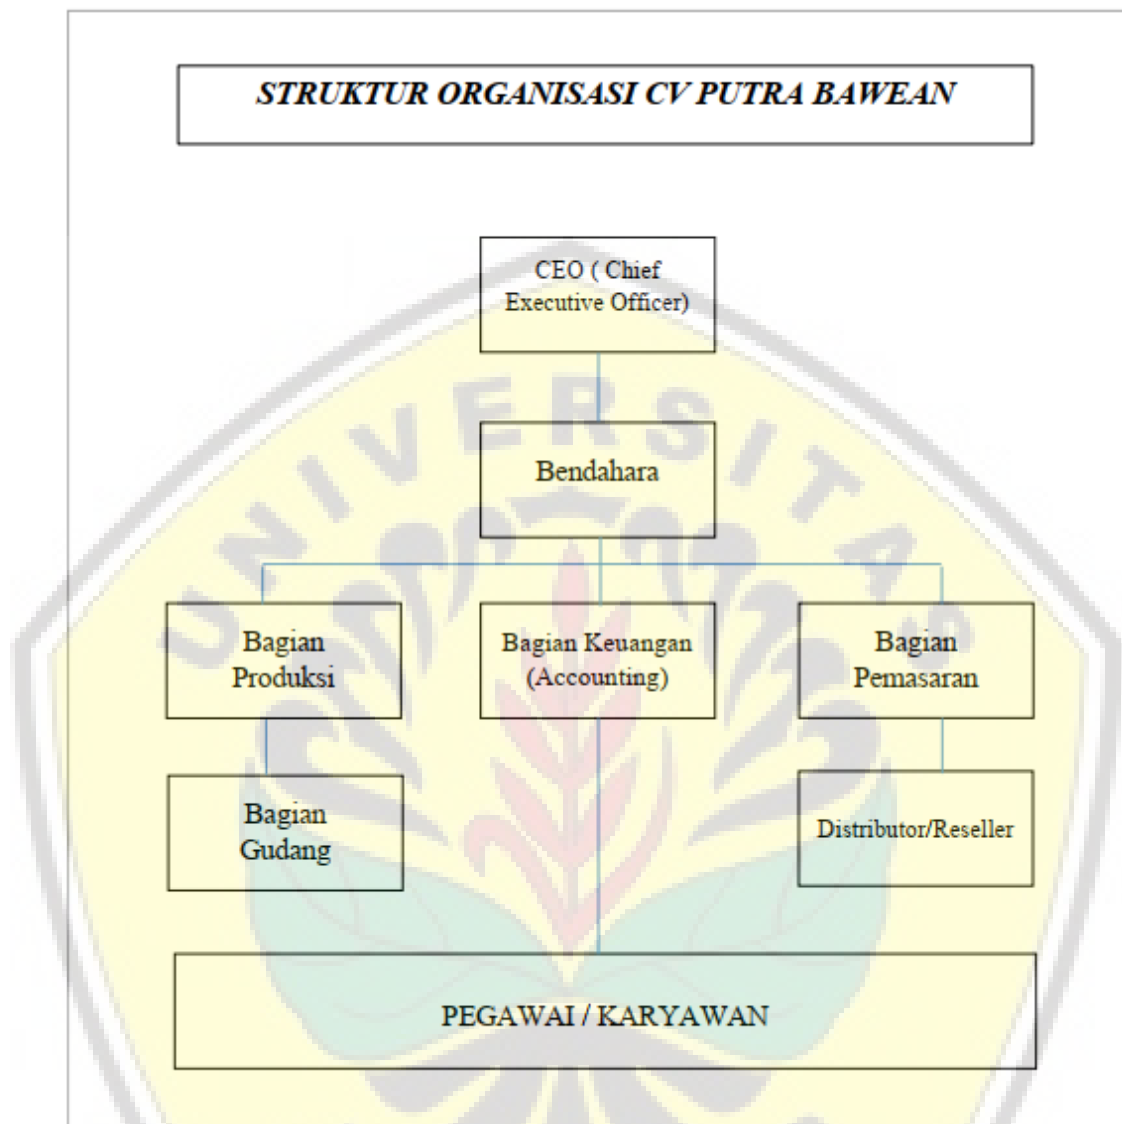 STRUKTUR ORGANISASI CV PUTRA BAWEAN
CEO ( Chief
Executive Officer)
UNIVERSITAS
Bendahara
Bagian
Produksi
Bagian Keuangan
(Accounting)
Bagian
Pemasaran
Bagian
Gudang
Distributor/Reseller
PEGAWAI / KARYAWAN